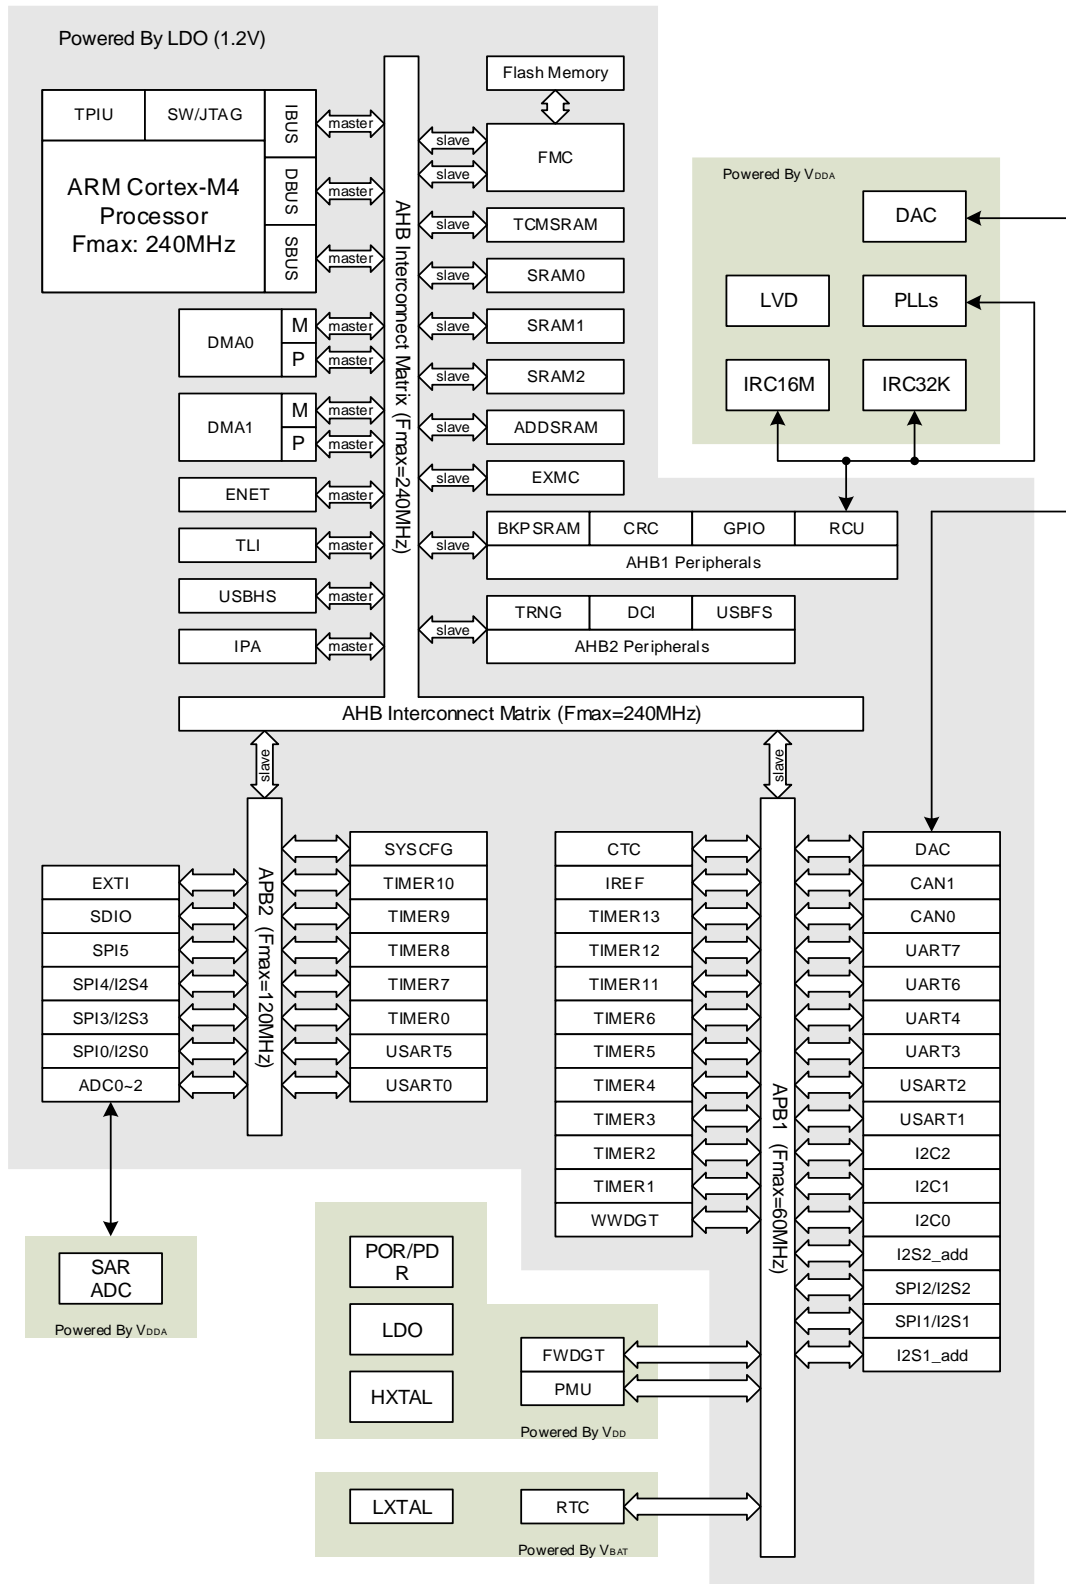 Powered By LDO (1.2V)
TPIU
SW/JTAG
IBUS
DBUS
SBUS
ARM Cortex-M4
Processor
Fmax: 240MHz
master
master
master
DMA0
M
P
master
master
DMA1
M
P
master
master
ENET
master
TLI
master
USBHS
master
IPA
master
AHB Interconnect Matrix (Fmax=240MHz)
Flash Memory
slave
slave
FMC
slave
TCMSRAM
slave
SRAM0
slave
SRAM1
slave
SRAM2
slave
ADDSRAM
slave
EXMC
slave
BKPSRAM
CRC
GPIO
RCU
AHB1 Peripherals
slave
TRNG
DCI
USBFS
AHB2 Peripherals
Powered By VDDA
DAC
LVD
PLLs
IRC16M
IRC32K
AHB Interconnect Matrix (Fmax=240MHz)
slave
slave
EXTI
SDIO
SPI5
SPI4/I2S4
SPI3/I2S3
SPI0/I2S0
ADC0~2
APB2 (Fmax=120MHz)
SYSCFG
TIMER10
TIMER9
TIMER8
TIMER7
TIMER0
USART5
USART0
CTC
IREF
TIMER13
TIMER12
TIMER11
TIMER6
TIMER5
TIMER4
TIMER3
TIMER2
TIMER1
WWDGT
APB1 (Fmax=60MHz)
DAC
CAN1
CAN0
UART7
UART6
UART4
UART3
USART2
USART1
I2C2
I2C1
I2C0
I2S2_add
SPI2/I2S2
SPI1/I2S1
I2S1_add
SAR
ADC
Powered By VDDA
POR/PD
R
LDO
HXTAL
FWDGT
PMU
Powered By VDD
LXTAL
RTC
Powered By VBAT